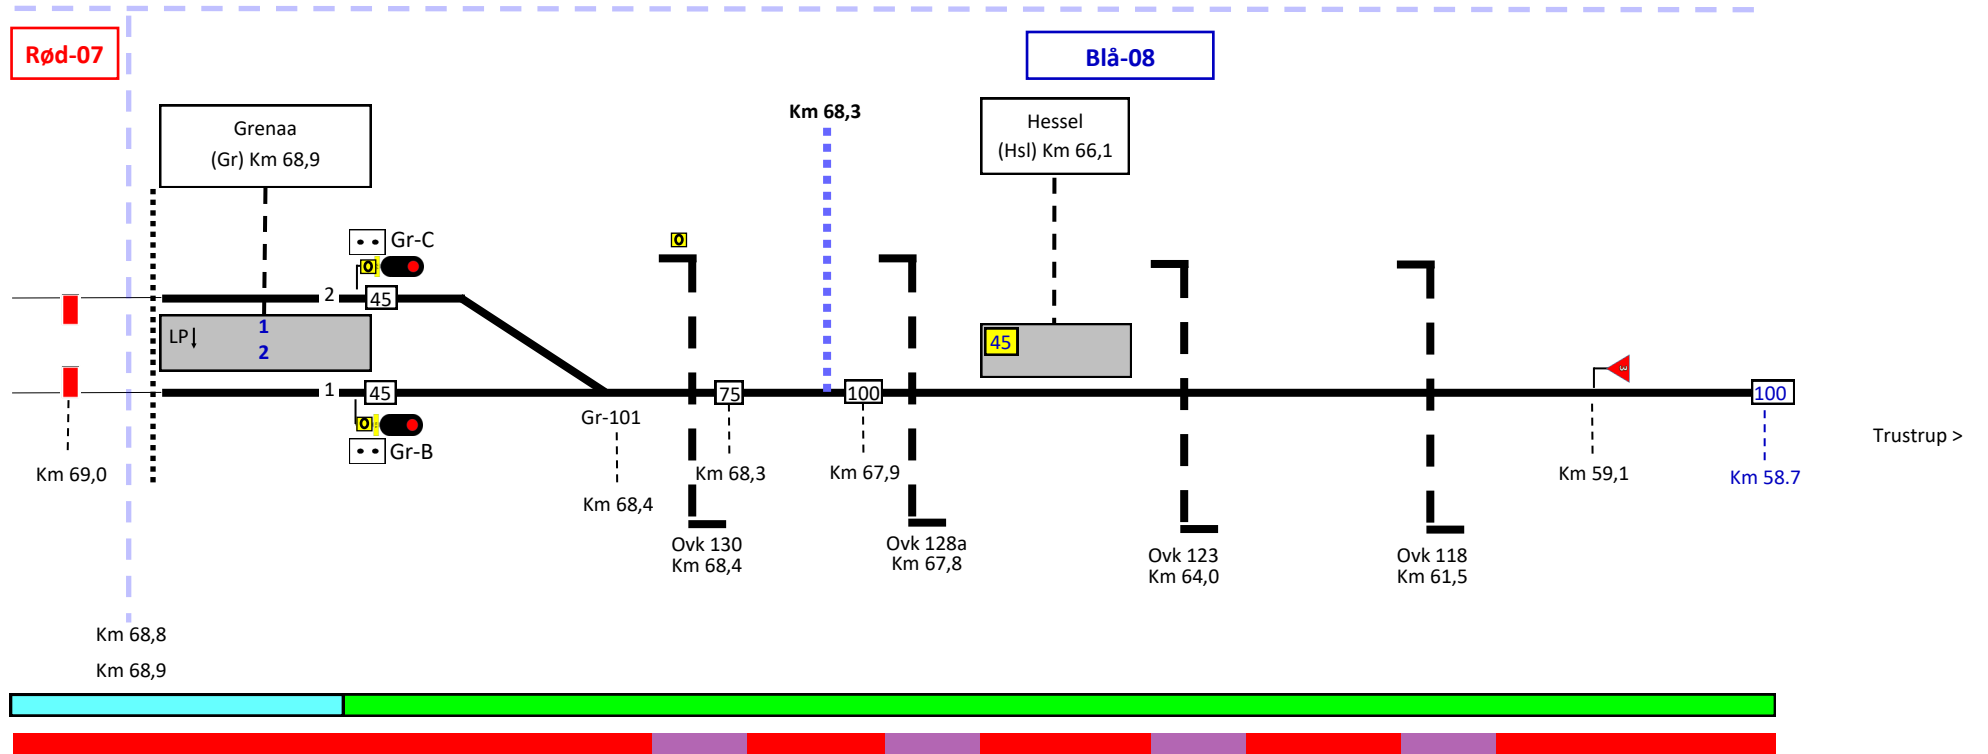 Rød-07
Blå-08
Grenaa
(Gr) Km 68,9
Km 68,3
Hessel
(Hsl) Km 66,1
Gr-C
O
O
2
45
LP↓
1
2
45
3
1
45
75
100
100
O
Gr-B
Gr-101
Trustrup >
Km 69,0
Km 68,3
Km 67,9
Km 59,1
Km 58.7
Km 68,4
Ovk 130
Km 68,4
Ovk 128a
Km 67,8
Ovk 123
Km 64,0
Ovk 118
Km 61,5
Km 68,8
Km 68,9